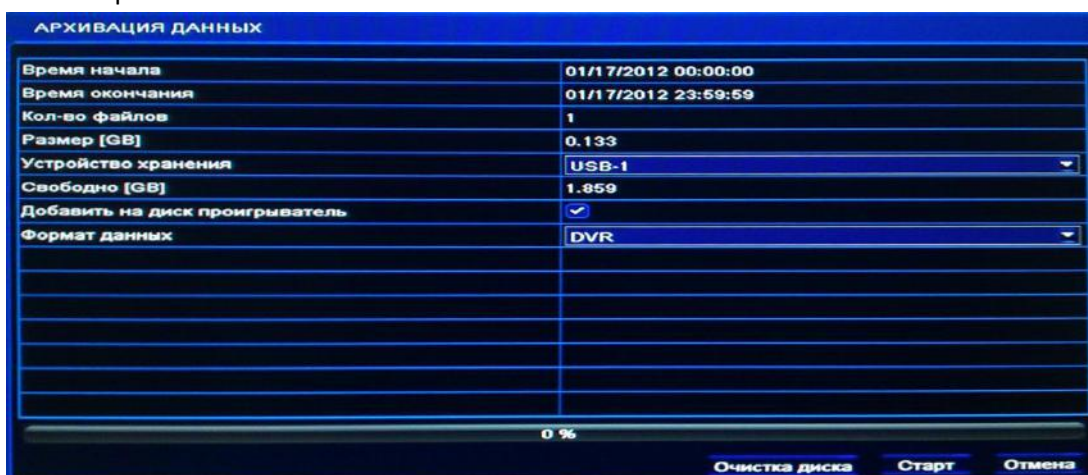 АРХИВАЦИЯ ДАННЫХ
Время начала 01/17/2012 00:00:00
Время окончания 01/17/2012 23:59:59
Кол-во файлов 1
Размер [GB] 0.133
Устройство хранения USB-1
Свободно [GB] 1.859
Добавить на диск проигрыватель
Формат данных DVR
0 %
Очистка диска Старт Отмена